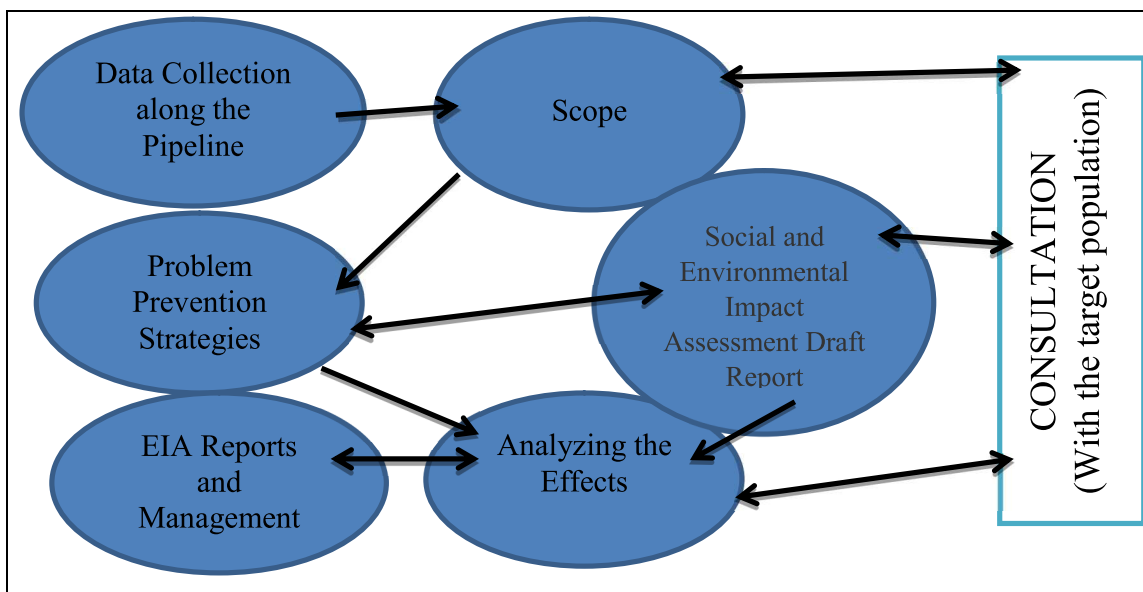 Data Collection
along the
Pipeline
Scope
Problem
Prevention
Strategies
Social and
Environmental
Impact
Assessment Draft
Report
EIA Reports
and
Management
Analyzing the
Effects
CONSULTATION
(With the target population)